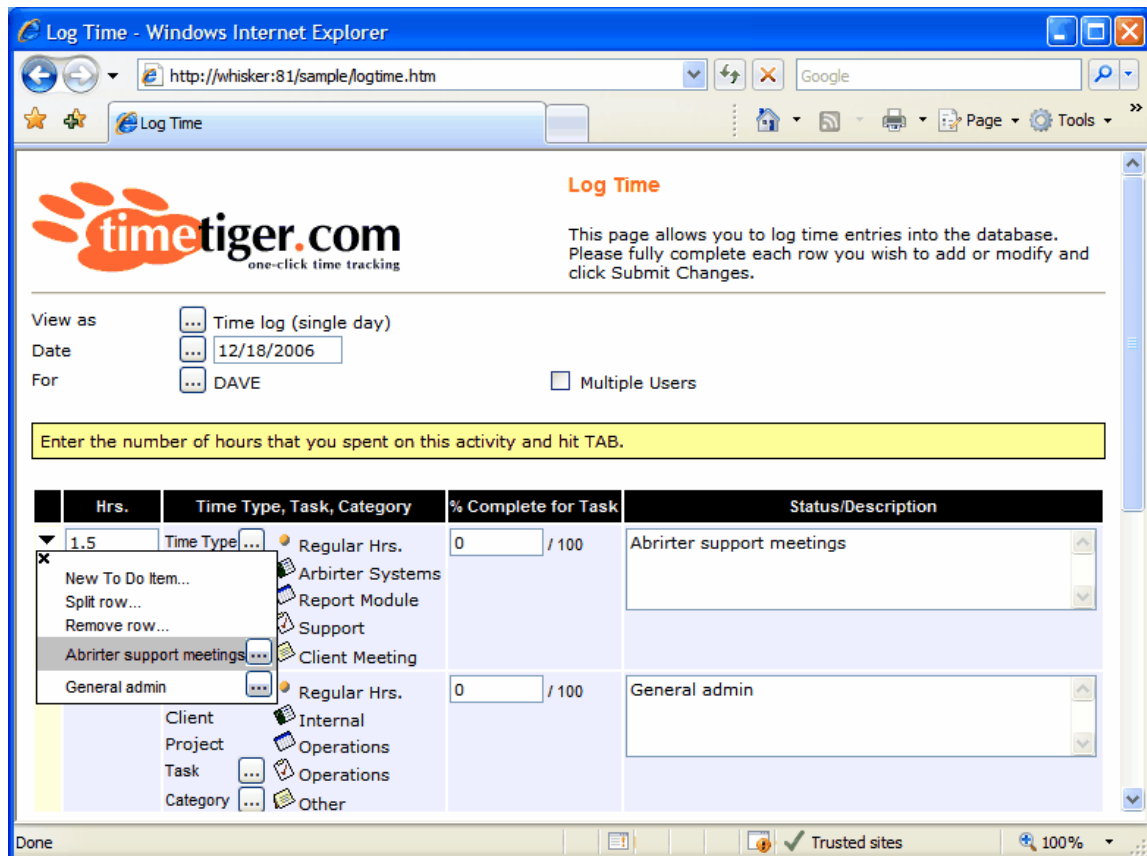 Log Time - Windows Internet Explorer
http://whisker:81/sample/logtime.htm
Google
Log Time
Page
Tools
»
timetiger.com
one-click time tracking
Log Time
This page allows you to log time entries into the database.
Please fully complete each row you wish to add or modify and
click Submit Changes.
View as ... Time log (single day)
Date ... 12/18/2006
For ... DAVE
Multiple Users
Enter the number of hours that you spent on this activity and hit TAB.
Hrs. Time Type, Task, Category % Complete for Task Status/Description
1.5 Time Type ... Regular Hrs. 0 / 100 Abrirter support meetings
Arbirter Systems
Report Module
Support
Client Meeting
New To Do Item...
Split row...
Remove row...
Abrirter support meetings ...
General admin ...
Regular Hrs. 0 / 100 General admin
Client Internal
Project Operations
Task ... Operations
Category ... Other
Done Trusted sites 100%